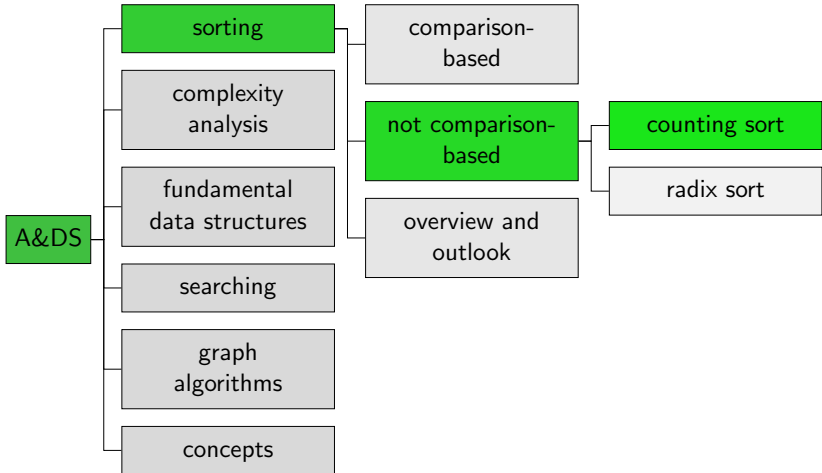 A&DS
sorting
complexity
analysis
fundamental
data structures
searching
graph
algorithms
concepts
comparison-
based
not comparison-
based
overview and
outlook
counting sort
radix sort